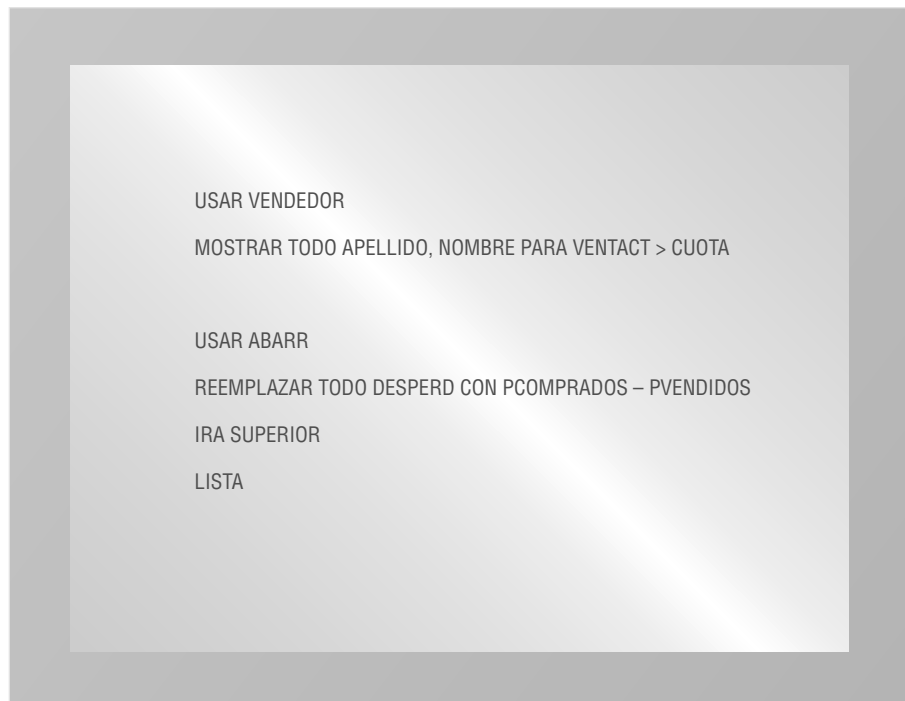 USAR VENDEDOR
MOSTRAR TODO APELLIDO, NOMBRE PARA VENTACT > CUOTA
USAR ABARR
REEMPLAZAR TODO DESPERD CON PCOMPRADOS – PVENDIDOS
IRA SUPERIOR
LISTA